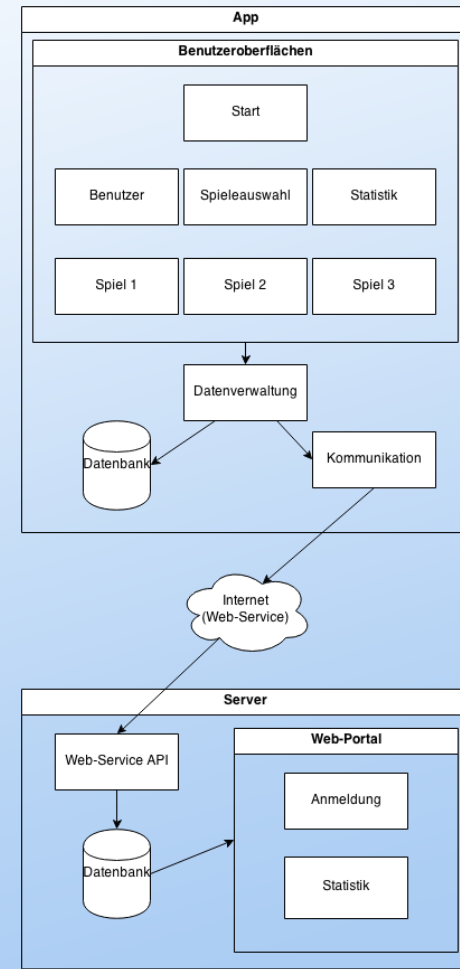 App
Benutzeroberflächen
Start
Benutzer
Spieleauswahl
Statistik
Spiel 1
Spiel 2
Spiel 3
Datenverwaltung
Datenbank
Kommunikation
Internet
(Web-Service)
Server
Web-Service API
Web-Portal
Anmeldung
Datenbank
Statistik